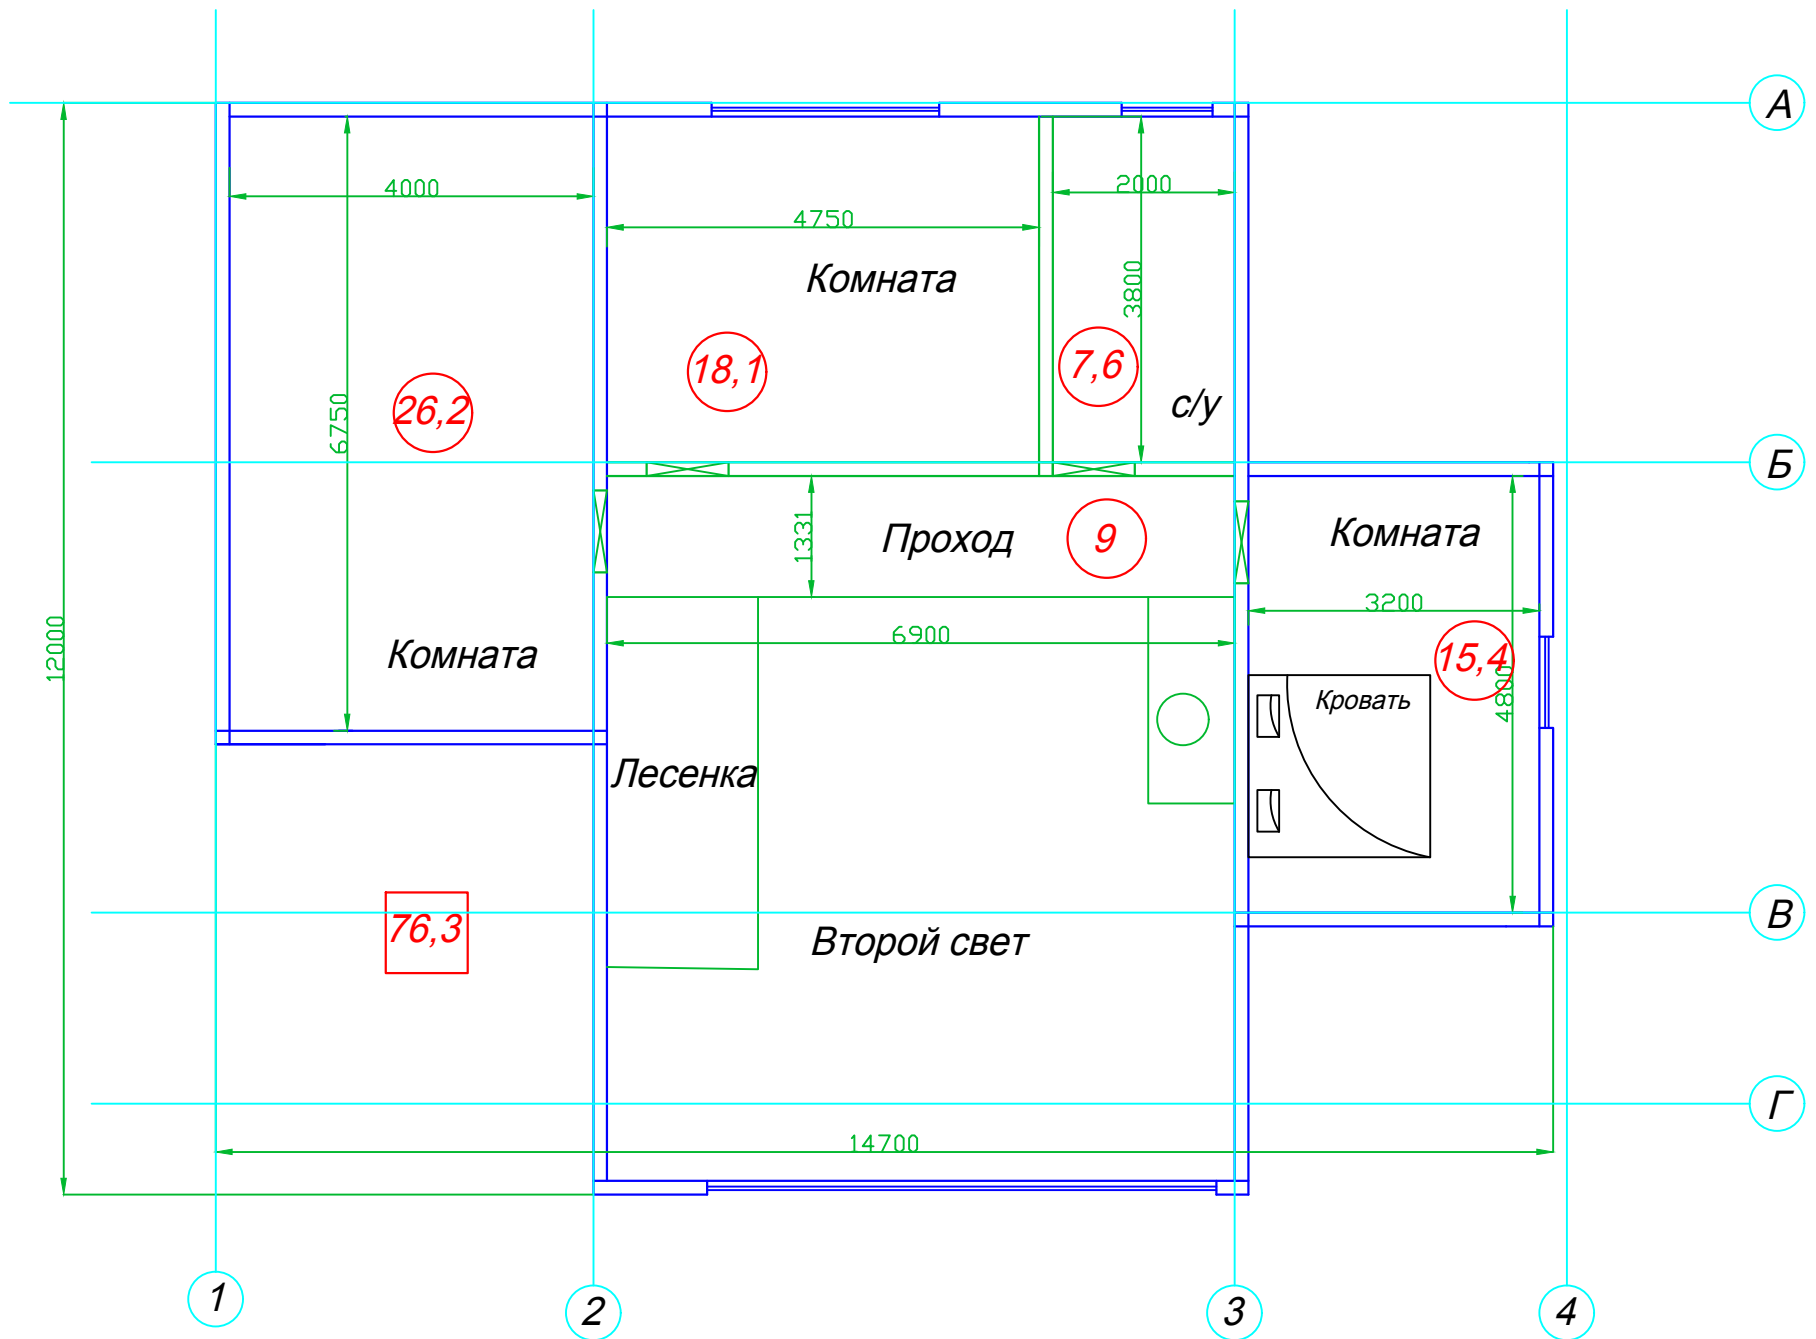 А
4000
2000
4750
Комната
3800
18,1
7,6
26,2
6750
с/у
Б
Проход
9
1331
Комната
3200
6900
12000
Комната
15,4
4800
Кровать
Лесенка
76,3
Второй свет
В
Г
14700
1
2
3
4